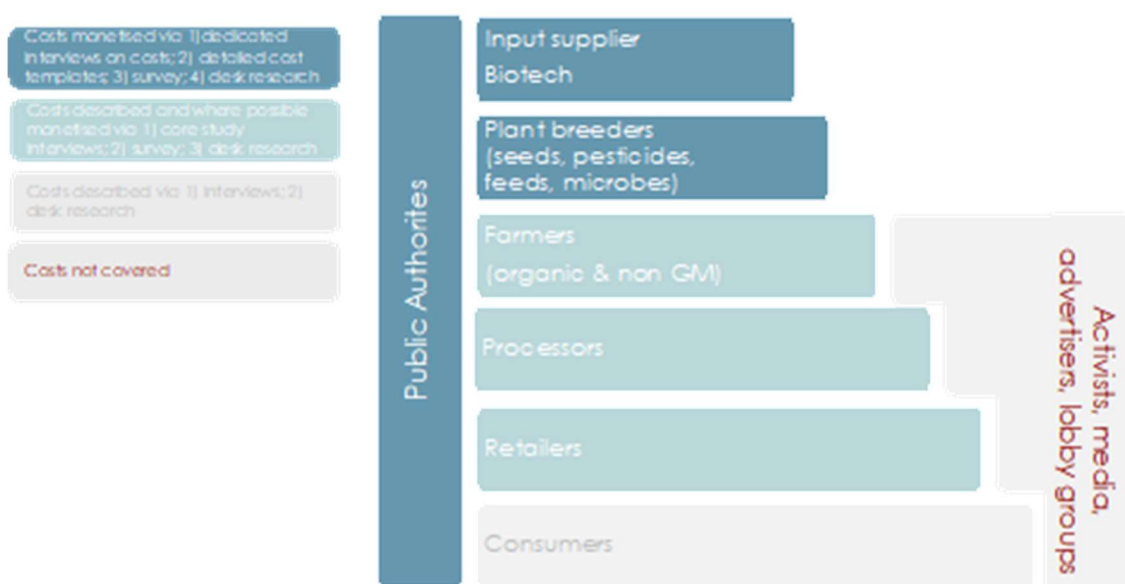 Costs monetised via 1) dedicated
interviews on costs; 2) detailed cost
templates; 3) survey; 4) desk research
Costs described and where possible
monetised via 1) core study
interviews; 2) survey; 3) desk research
Costs described via 1) interviews; 2)
desk research
Costs not covered
Public Authorites
Input supplier
Biotech
Plant breeders
(seeds, pesticides,
feeds, microbes)
Farmers
(organic & non GM)
Processors
Retailers
Consumers
Activists, media,
advertisers, lobby groups